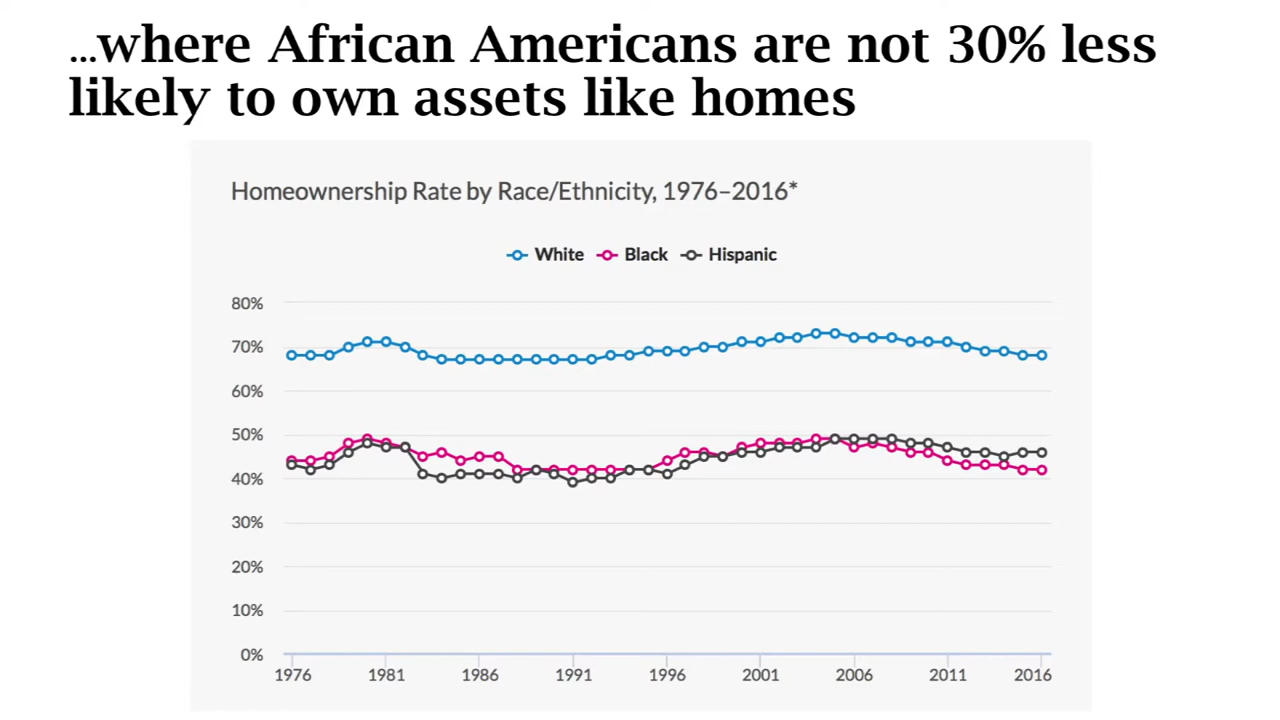 ...where African Americans are not 30% less
likely to own assets like homes
Homeownership Rate by Race/Ethnicity, 1976–2016*
White Black Hispanic
80%
70%
60%
50%
40%
30%
20%
10%
0%
1976 1981 1986 1991 1996 2001 2006 2011 2016